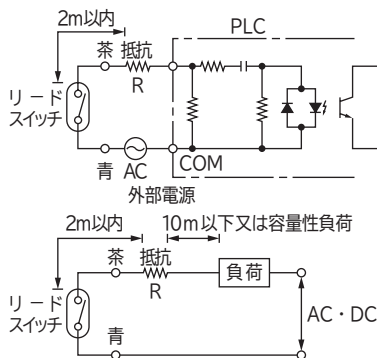 2m以内
PLC
茶 抵抗
R
リード
スイッチ
COM
青 AC
外部電源
2m以内
10m以下又は容量性負荷
茶 抵抗
R
負荷
リード
スイッチ
AC・DC
青